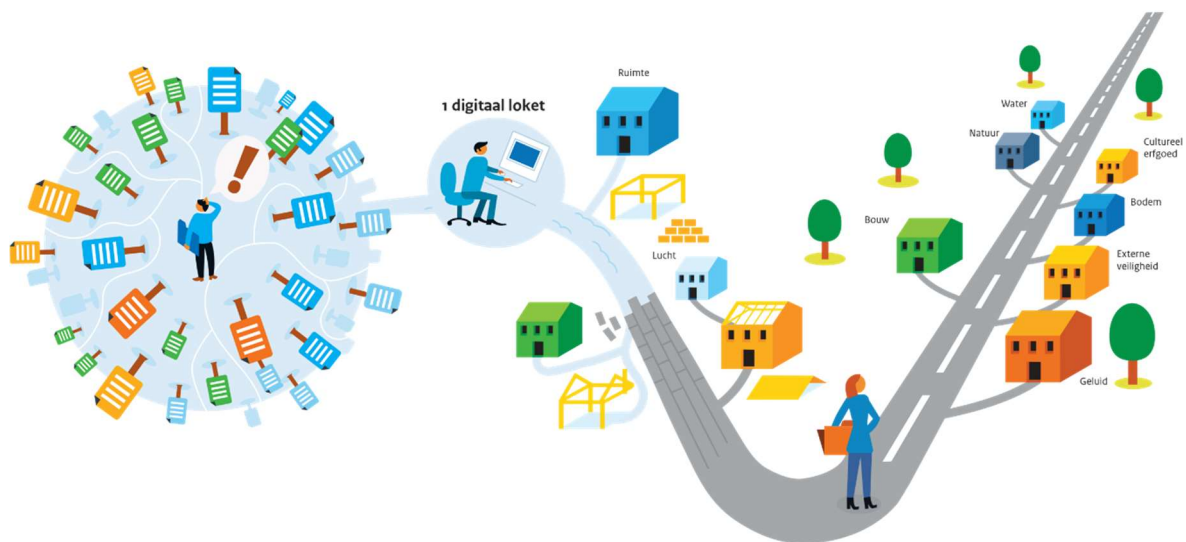 1 digitaal loket
Ruimte
Lucht
Bouw
Water
Natuur
Cultureel
erfgoed
Bodem
Externe
veiligheid
Geluid